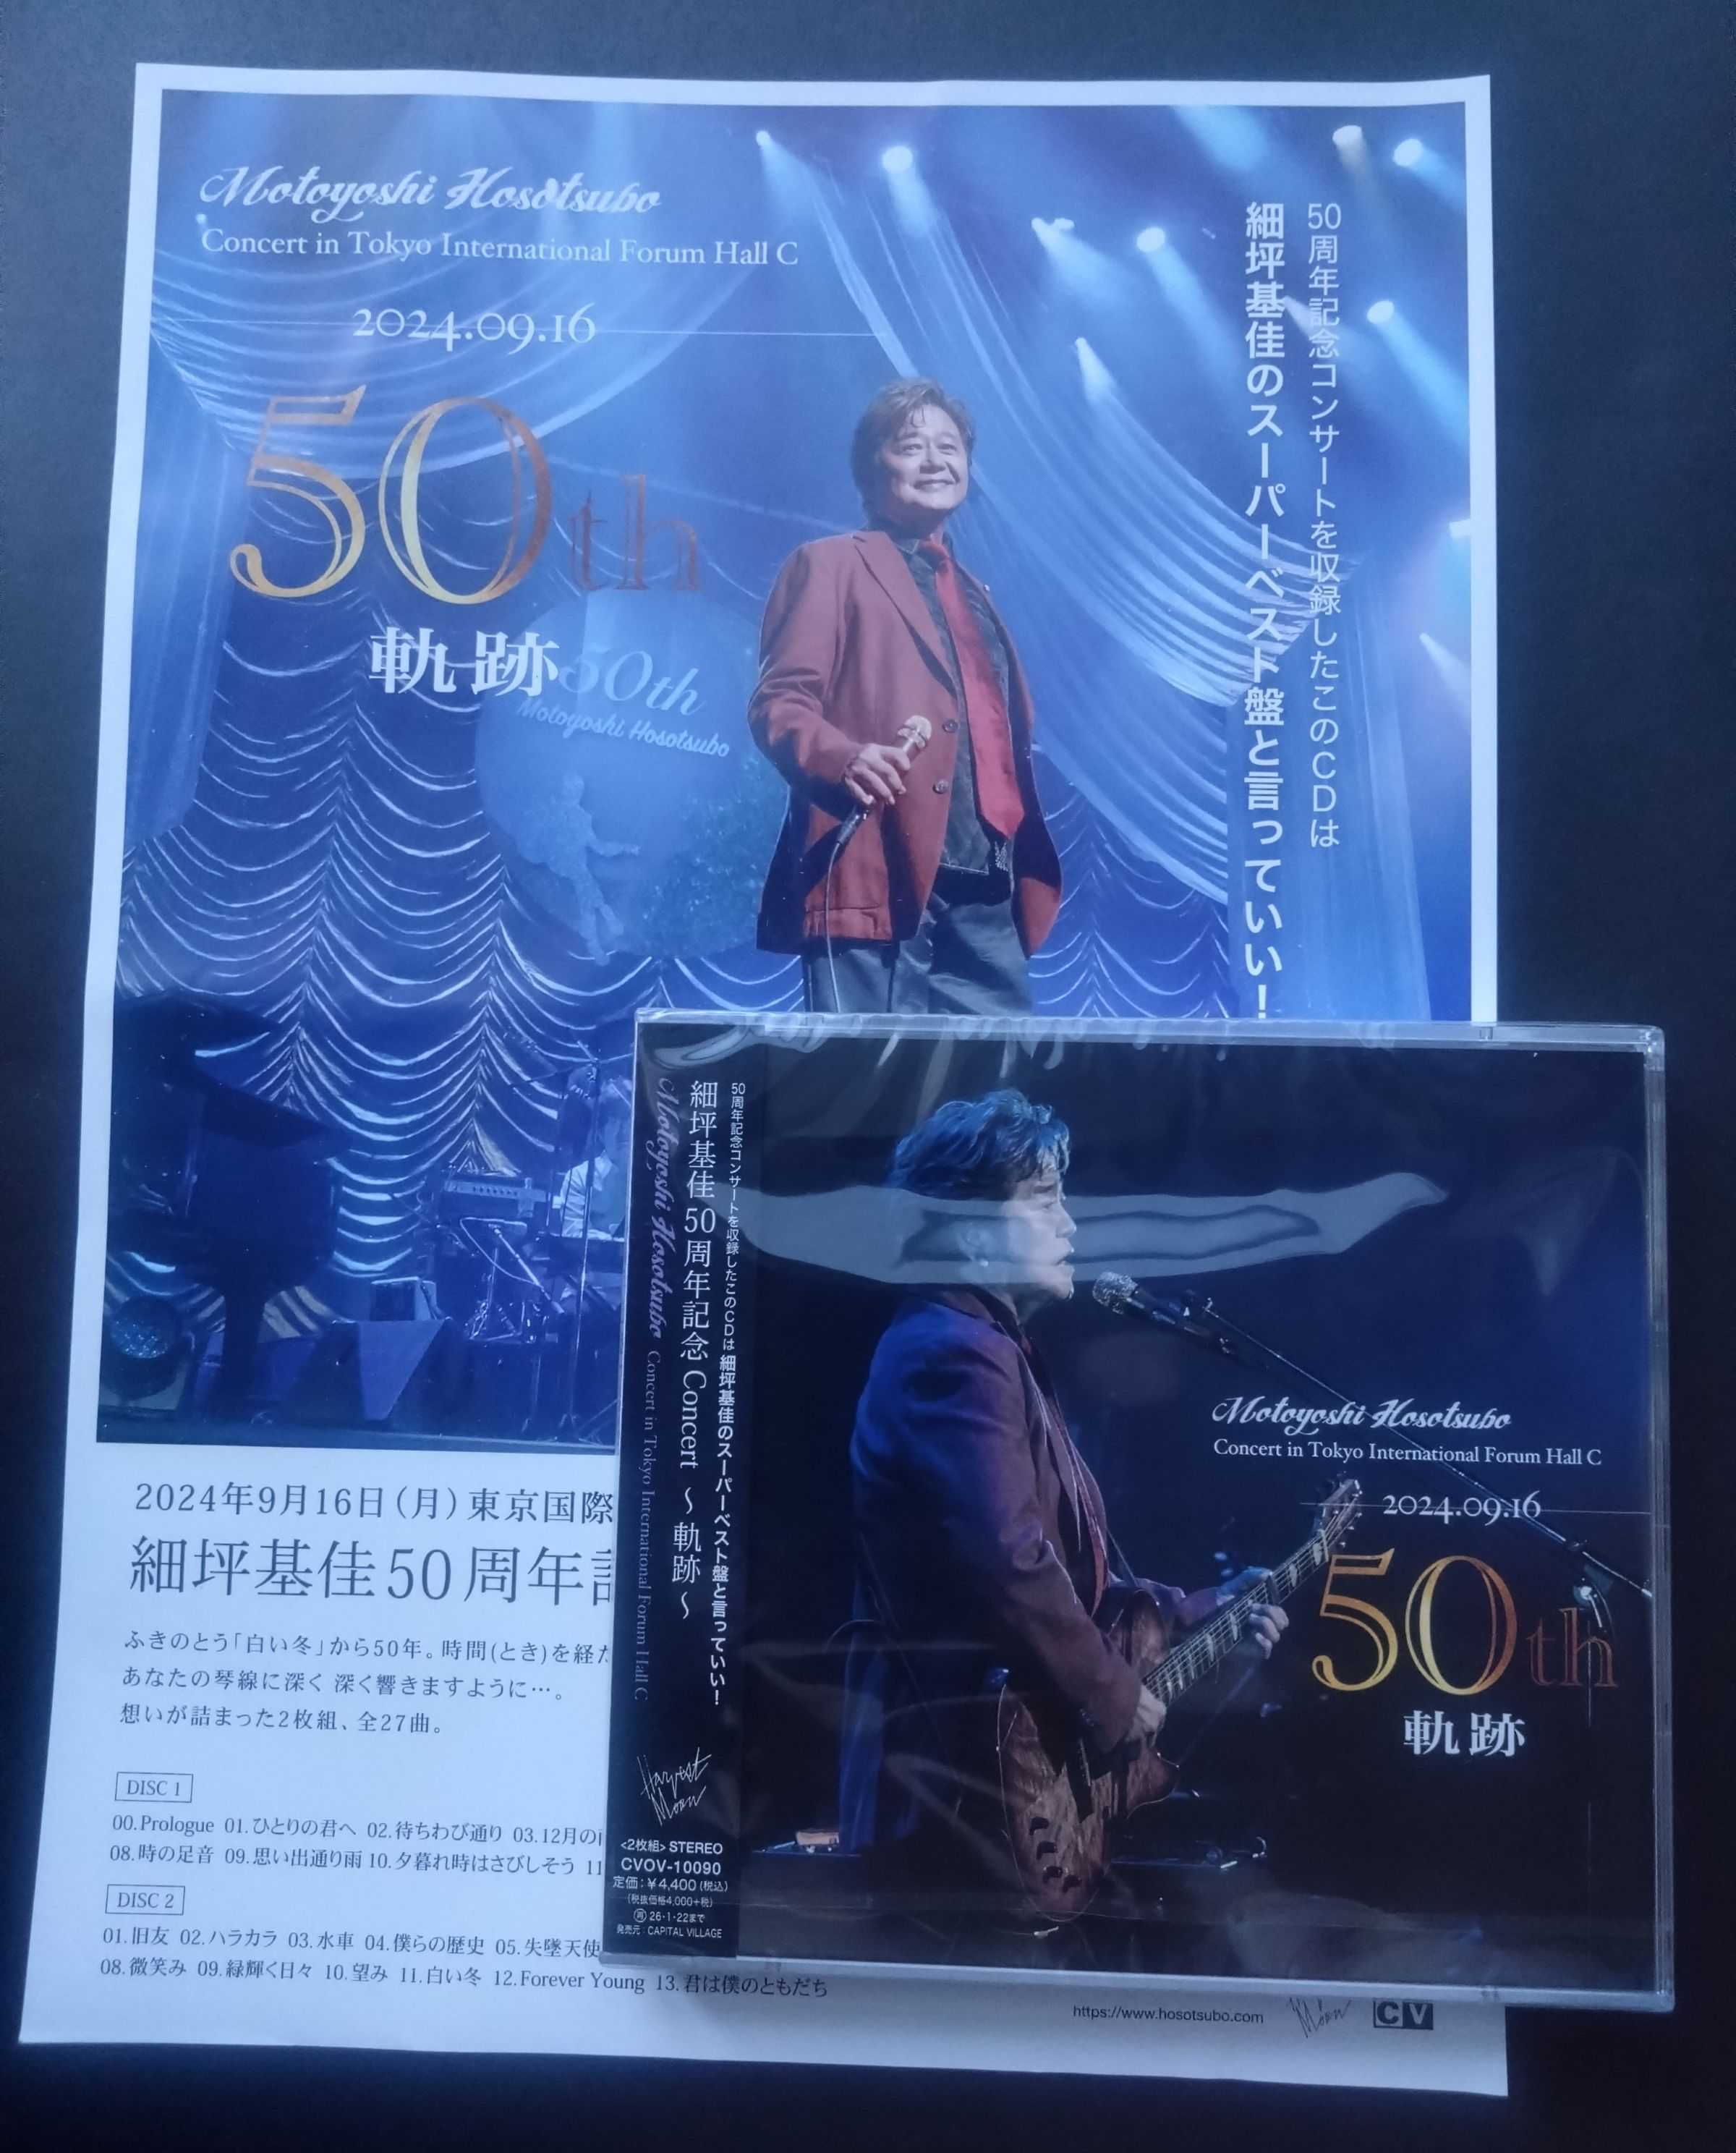 Motoyoshi Hosotsubo
Concert in Tokyo International Forum Hall C
2024.09.16
50th
軌跡
50th
Motoyoshi Hosotsubo
50周年記念コンサートを収録したこのCDは
細坪基佳のスーパーベスト盤と言っていい!
2024年9月16日(月)東京国際
細坪基佳50周年
ふきのとう「白い冬」から50年。時間(とき)を経た
あなたの琴線に深く 深く響きますように…。
想いが詰まった2枚組、全27曲。
DISC 1
00.Prologue 01.ひとりの君へ 02.待ちわび通り 03.12月の
08.時の足音 09.思い出通り雨 10.夕暮れ時はさびしそう 11
DISC 2
01.旧友 02.ハラカラ 03.水車 04.僕らの歴史 05.失墜天使
08.微笑み 09.緑輝く日々 10.望み 11.白い冬 12.Forever Young 13.君は僕のともだち
https://www.hosotsubo.com
Moon
CV
50周年記念コンサートを収録したこのCDは 細坪基佳のスーパーベスト盤と言っていい!
細坪基佳 50周年記念 Concert ～軌跡～
Motoyoshi Hosotsubo Concert in Tokyo International Forum Hall C
Harvest
Moon
<2枚組> STEREO
CVOV-10090
定価:¥4,400(税込)
(税抜価格4,000+税)
再 26・1・22まで
発売元:CAPITAL VILLAGE
Motoyoshi Hosotsubo
Concert in Tokyo International Forum Hall C
2024.09.16
50th
軌跡